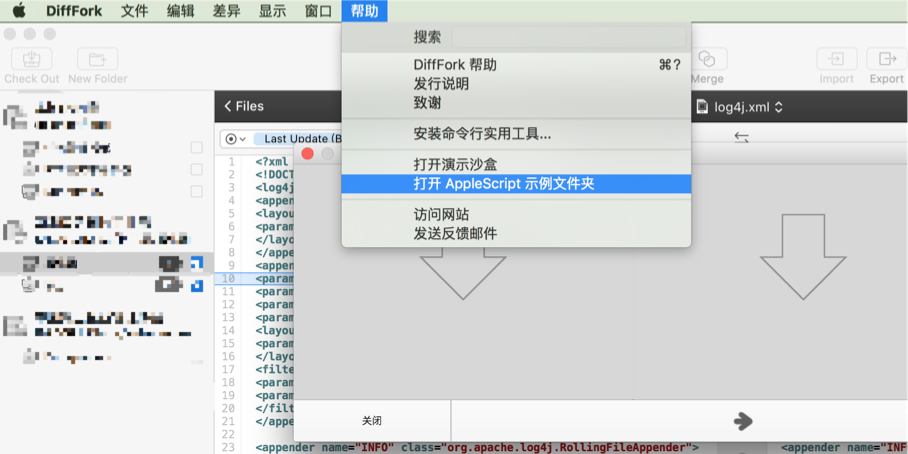 DiffFork 文件 编辑 差异 显示 窗口 帮助
搜索
DiffFork 帮助 ⌘?
发行说明
致谢
安装命令行实用工具...
打开演示沙盒
打开 AppleScript 示例文件夹
访问网站
发送反馈邮件
Check Out New Folder Merge Import Export
Files log4j.xml
Last Update (B
1 <?xml
2 <!DOCT
3 <log4j
4 <appen
5 <layou
6 <param
7 </layo
8 </appe
9 <appen
10 <param
11 <param
12 <param
13 <param
14 <layou
15 <param
16 </layo
17 <filte
18 <param
19 <param
20 </filt
21 </appe
22
23 <appender name="INFO" class="org.apache.log4j.RollingFileAppender"> <appender name="INF
关闭